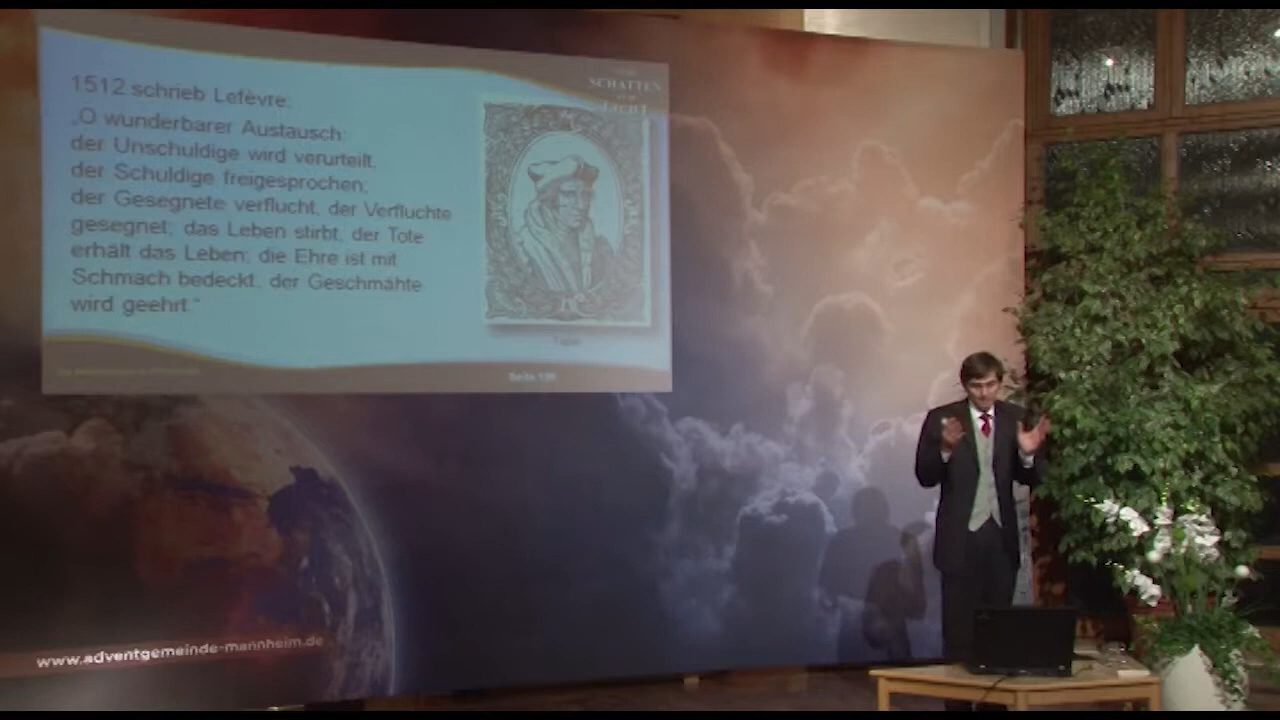 1512 schrieb Lefèvre:
„O wunderbarer Austausch:
der Unschuldige wird verurteilt,
der Schuldige freigesprochen;
der Gesegnete verflucht, der Verfluchte
gesegnet; das Leben stirbt, der Tote
erhält das Leben; die Ehre ist mit
Schmach bedeckt, der Geschmähte
wird geehrt.“
SCHATTEN
LICHT
Seite
www.adventgemeinde-mannheim.de